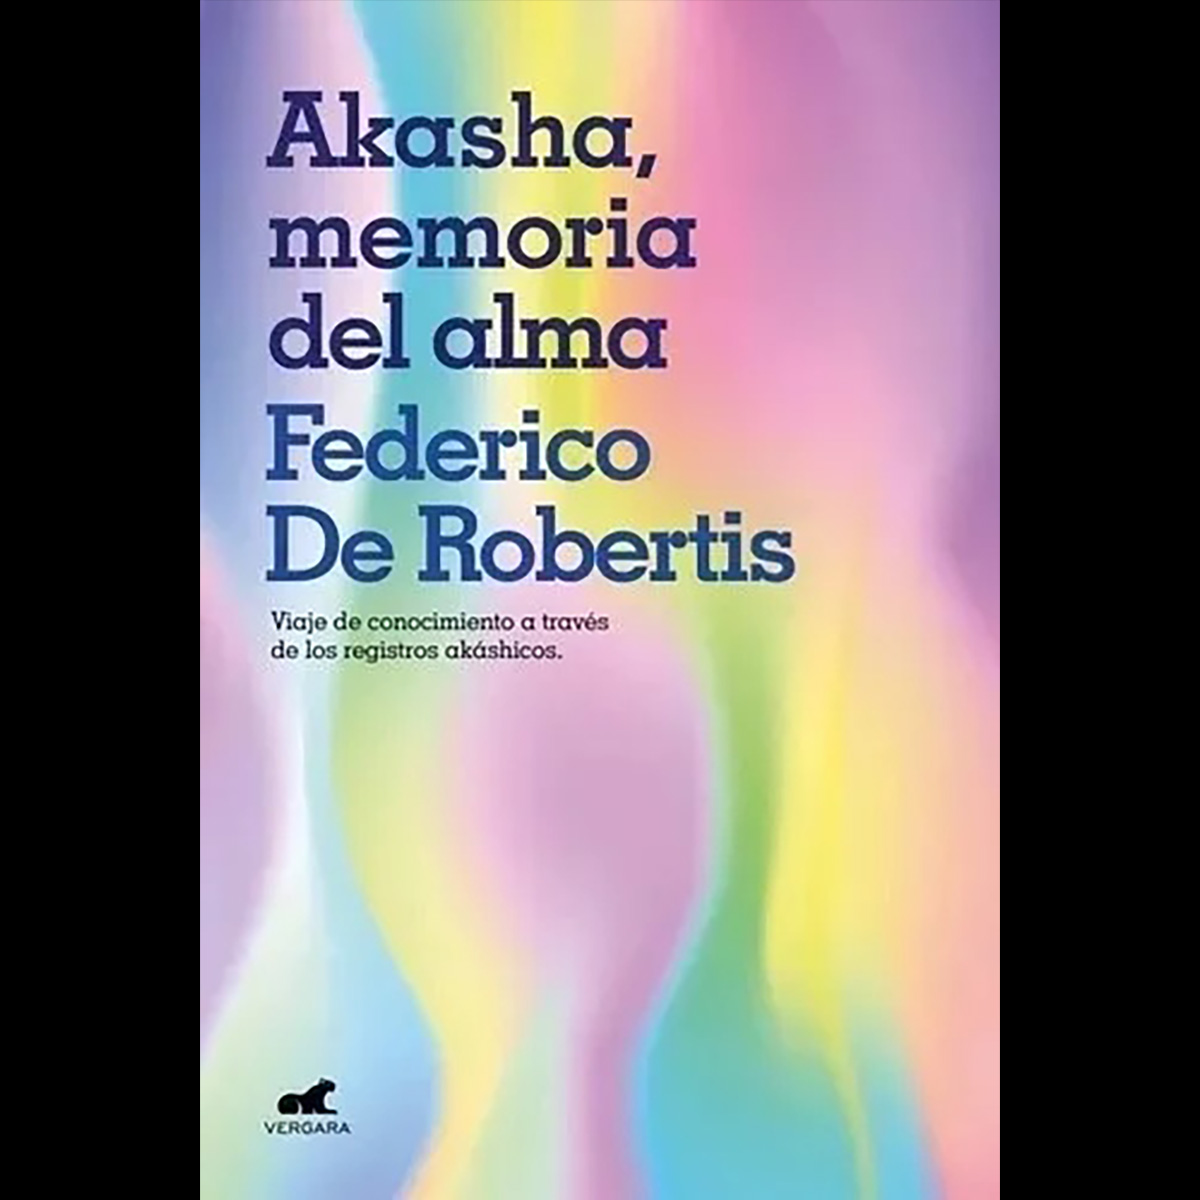 Akasha,
memoria
del alma
Federico
De Robertis
Viaje de conocimiento a través
de los registros akáshicos.
VERGARA